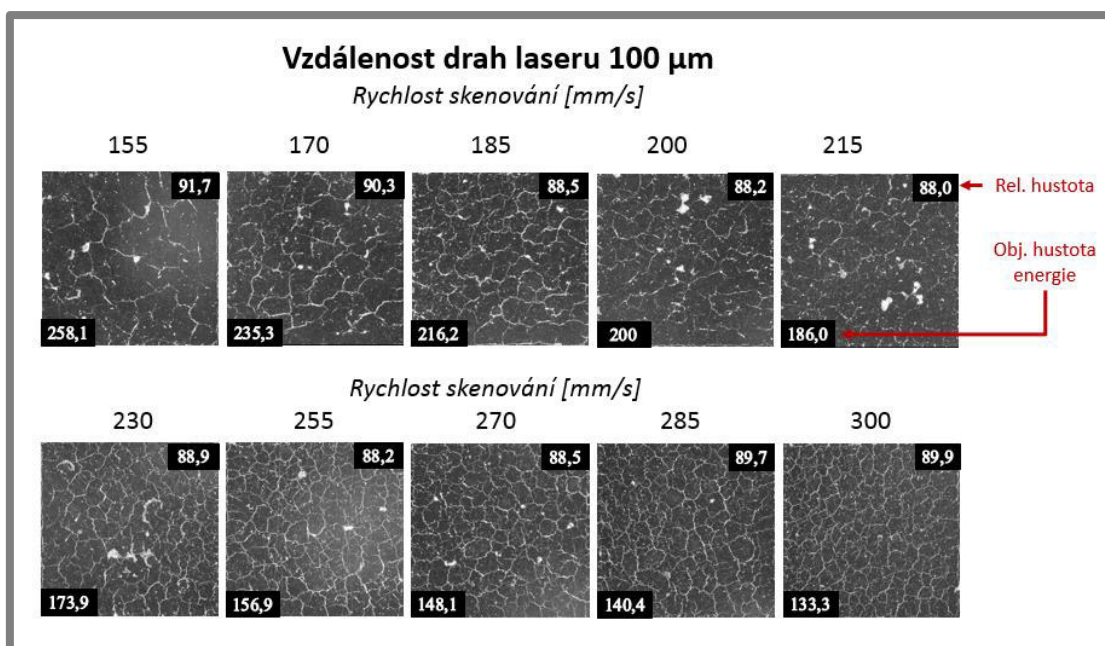 Vzdálenost drah laseru 100 µm
Rychlost skenování [mm/s]
155 170 185 200 215
91,7 90,3 88,5 88,2 88,0 Rel. hustota
Obj. hustota
energie
258,1 235,3 216,2 200 186,0
Rychlost skenování [mm/s]
230 255 270 285 300
88,9 88,2 88,5 89,7 89,9
173,9 156,9 148,1 140,4 133,3